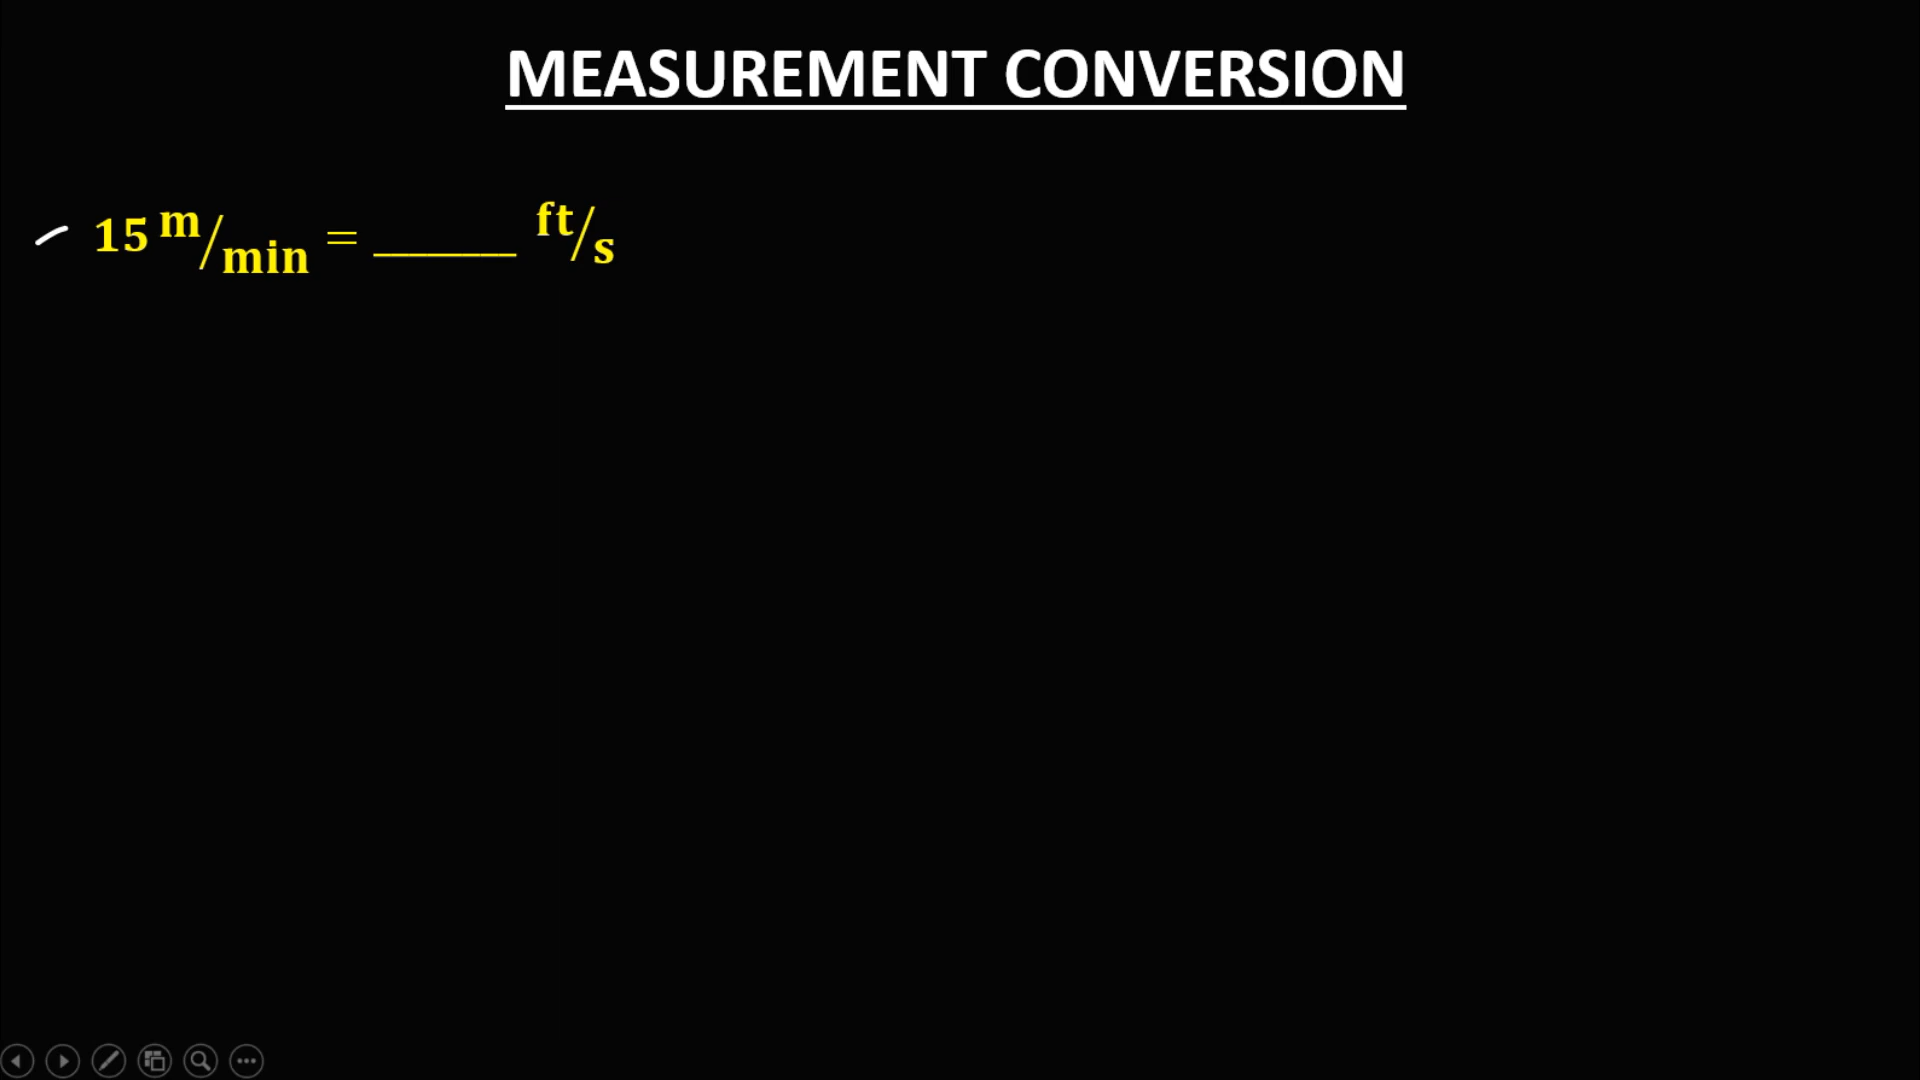 MEASUREMENT CONVERSION
15 m/min = ______ ft/s